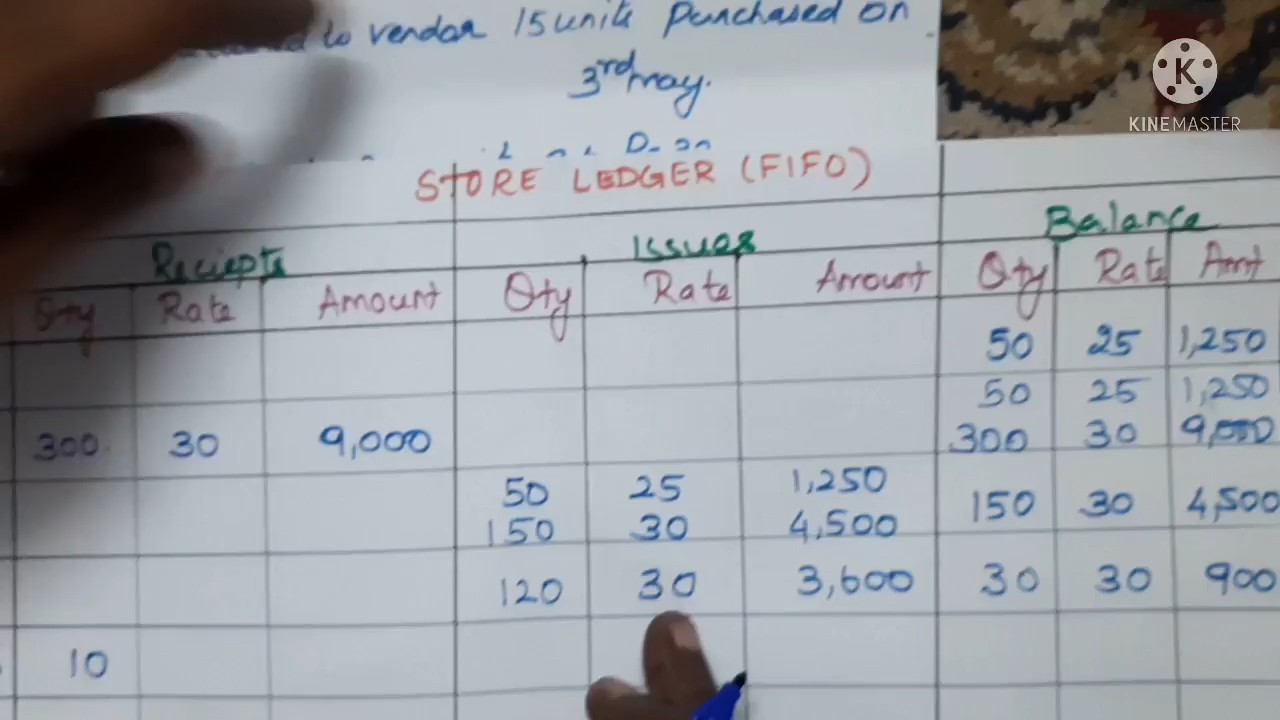 to vendar 15 units Punchased on
3rd may.
STORE LEDGER (FIFO)
Reciepts Issues Balance
Qty Rate Amount Qty Rate Amount Qty Rate Amt
50 25 1,250
50 25 1,250
300 30 9,000 300 30 9,000
50 25 1,250
150 30 4,500 150 30 4,500
120 30 3,600 30 30 900
10
K
KINEMASTER